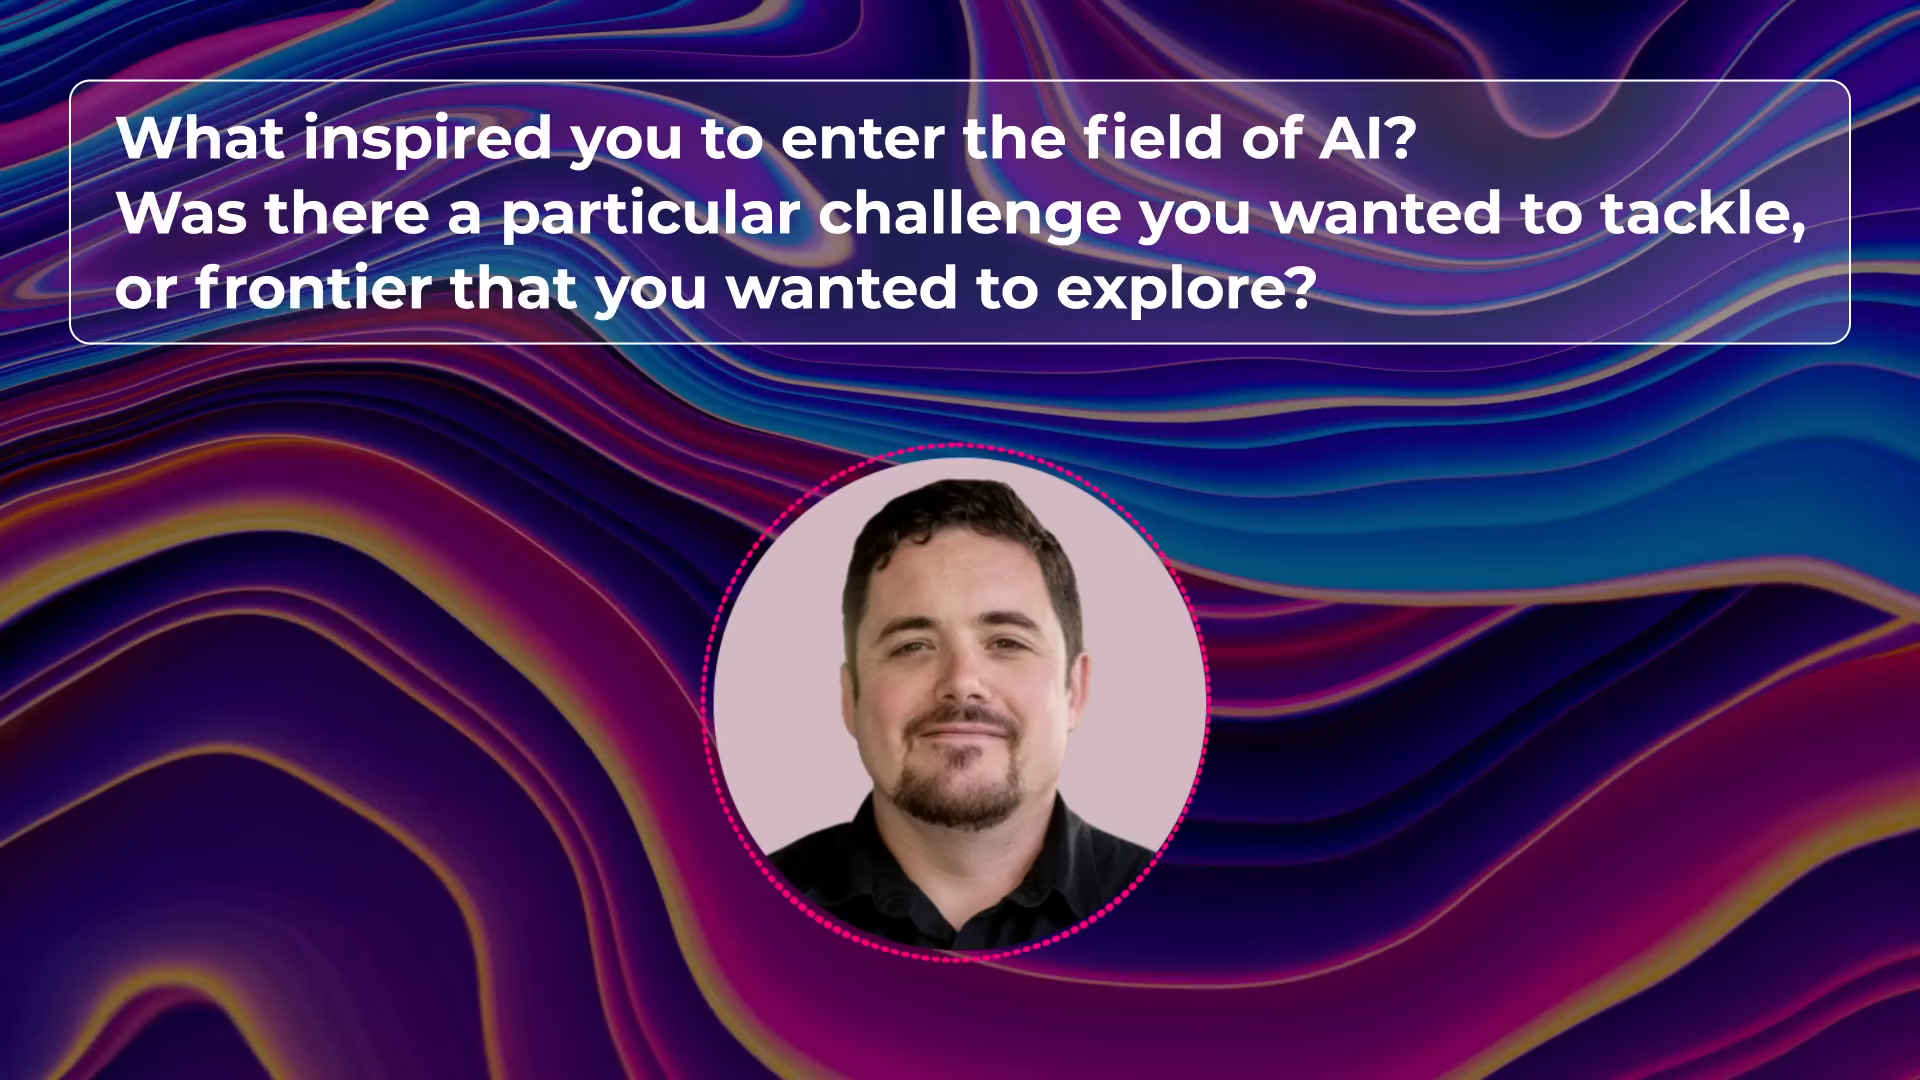 What inspired you to enter the field of AI?
Was there a particular challenge you wanted to tackle,
or frontier that you wanted to explore?